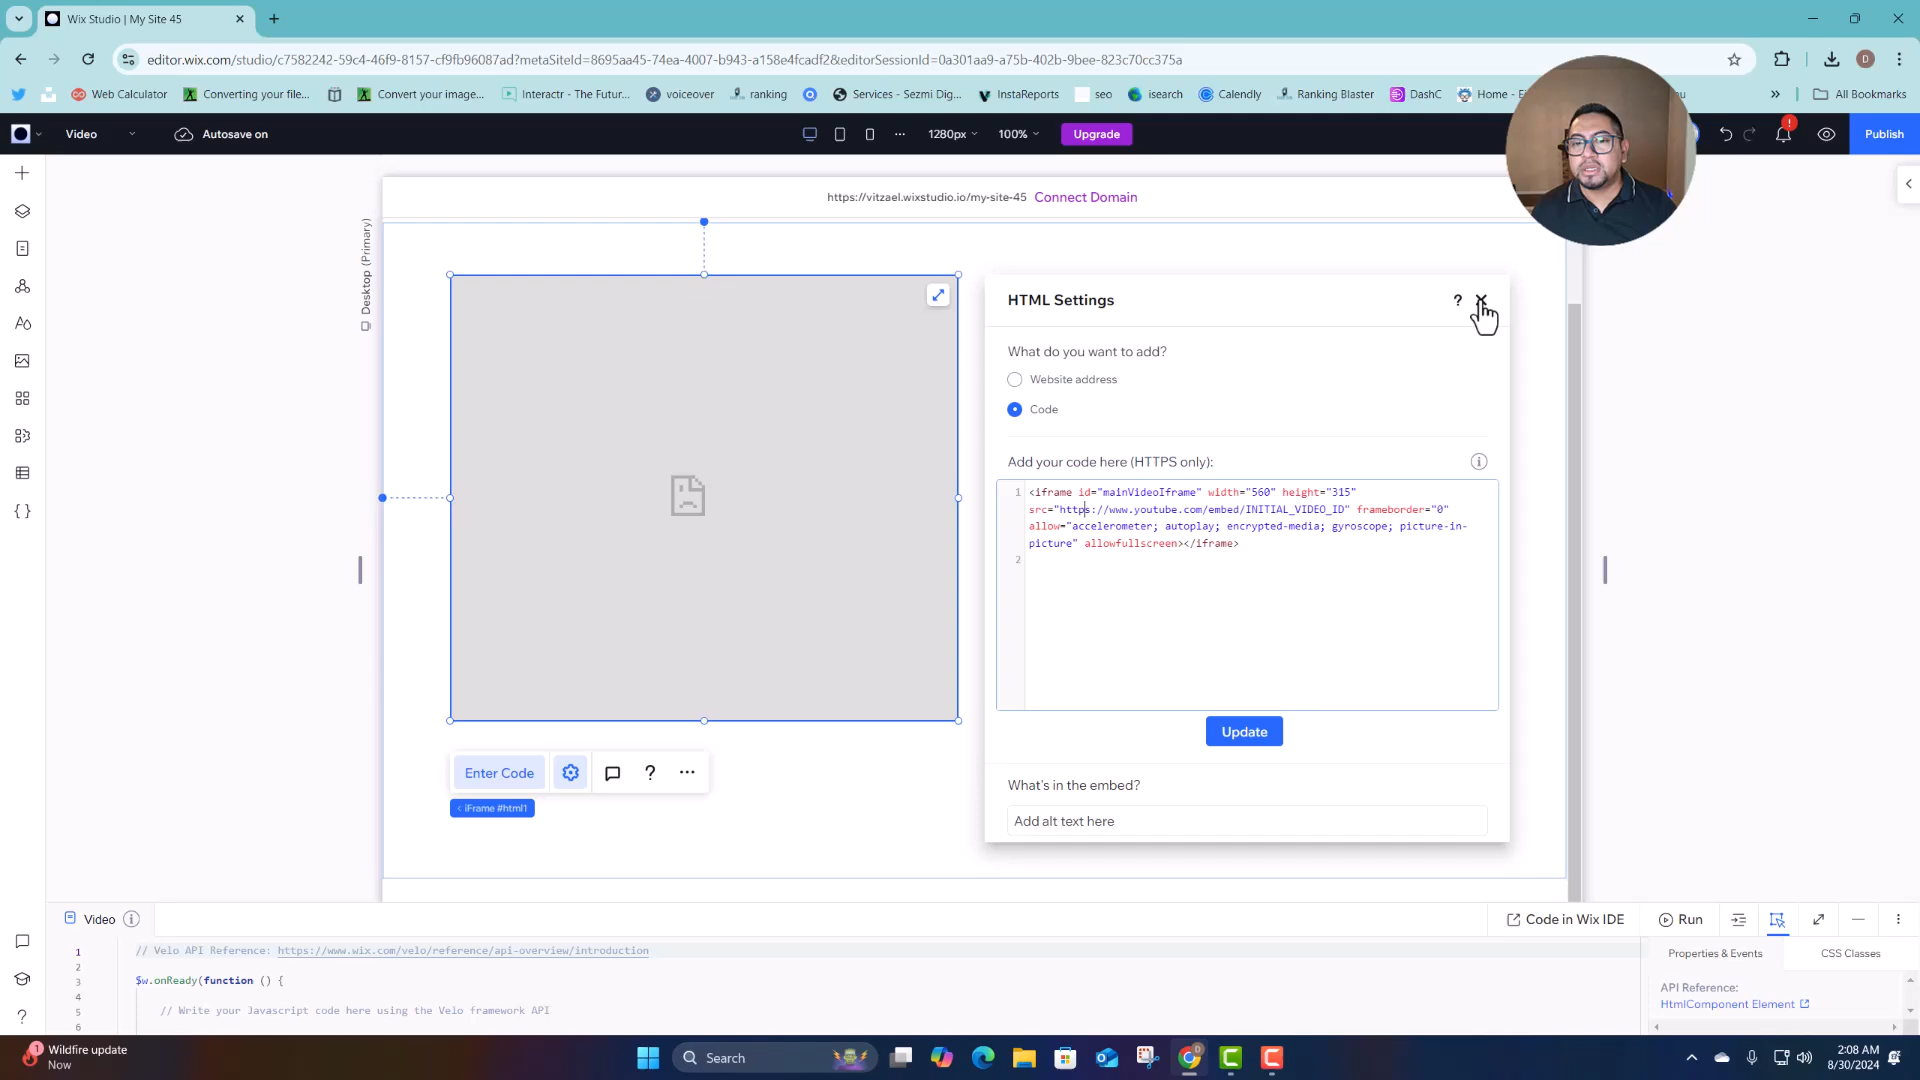 Wix Studio | My Site 45
editor.wix.com/studio/c7582242-59c4-46f9-8157-cf9fb96087ad?metaSiteId=8695aa45-74ea-4007-b943-a158e4fcadf2&editorSessionId=0a301aa9-a75b-402b-9bee-823c70cc375a
D
Web Calculator
Converting your file...
Convert your image...
Interactr - The Futur...
voiceover
ranking
Services - Sezmi Dig...
InstaReports
seo
isearch
Calendly
Ranking Blaster
DashC
Home - E
All Bookmarks
Video
Autosave on
1280px
100%
Upgrade
Publish
https://vitzael.wixstudio.io/my-site-45 Connect Domain
Desktop (Primary)
HTML Settings
?
What do you want to add?
Website address
Code
Add your code here (HTTPS only):
1 <iframe id="mainVideoIframe" width="560" height="315"
src="https://www.youtube.com/embed/INITIAL_VIDEO_ID" frameborder="0"
allow="accelerometer; autoplay; encrypted-media; gyroscope; picture-in-
picture" allowfullscreen></iframe>
2
Update
What's in the embed?
Add alt text here
Enter Code
?
< iFrame #html1
Video
Code in Wix IDE
Run
1 // Velo API Reference: https://www.wix.com/velo/reference/api-overview/introduction
2
3 $w.onReady(function () {
4
5 // Write your Javascript code here using the Velo framework API
6
Properties & Events
CSS Classes
API Reference:
HtmlComponent Element
1
Wildfire update
Now
Search
2:08 AM
8/30/2024